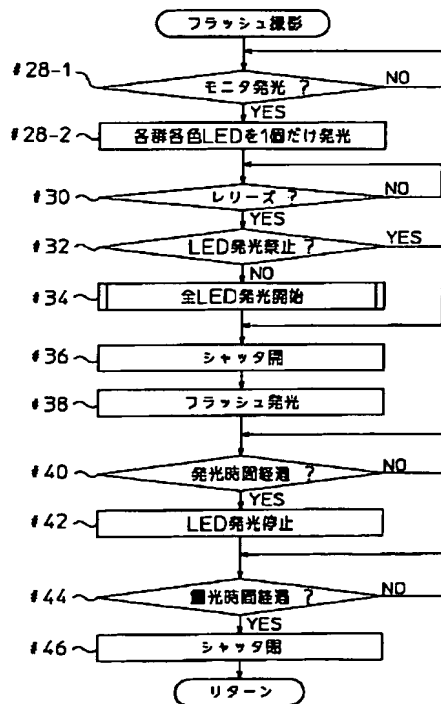 フラッシュ撮影
#28-1
モニタ発光 ?
NO
YES
#28-2
各群各色LEDを1個だけ発光
#30
レリーズ ?
NO
YES
#32
LED発光禁止 ?
YES
NO
#34
全LED発光開始
#36
シャッタ開
#38
フラッシュ発光
#40
発光時間経過 ?
NO
YES
#42
LED発光停止
#44
露光時間経過 ?
NO
YES
#46
シャッタ閉
リターン